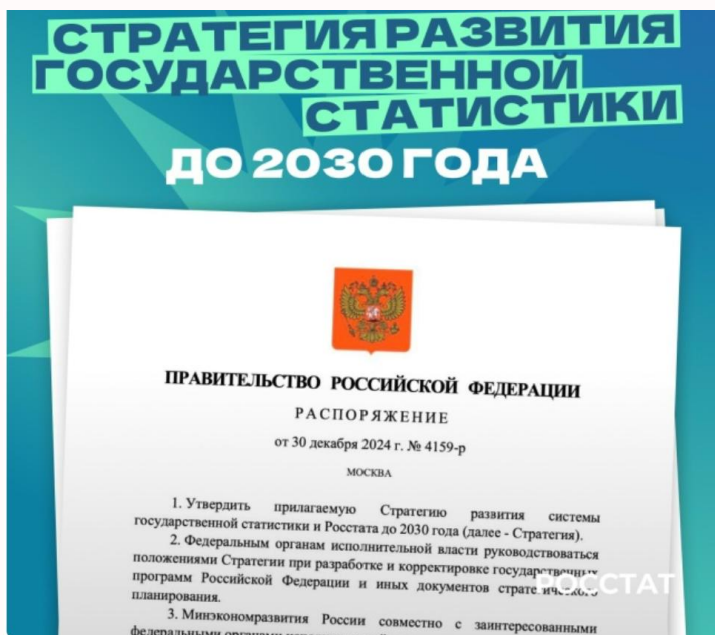 СТРАТЕГИЯ РАЗВИТИЯ
ГОСУДАРСТВЕННОЙ
СТАТИСТИКИ
ДО 2030 ГОДА
ПРАВИТЕЛЬСТВО РОССИЙСКОЙ ФЕДЕРАЦИИ
РАСПОРЯЖЕНИЕ
от 30 декабря 2024 г. № 4159-р
МОСКВА
1. Утвердить прилагаемую Стратегию развития системы
государственной статистики и Росстата до 2030 года (далее - Стратегия).
2. Федеральным органам исполнительной власти руководствоваться
положениями Стратегии при разработке и корректировке государственных
программ Российской Федерации и иных документов стратегического
планирования.
РОССТАТ
3. Минэкономразвития России совместно с заинтересованными
федеральными органами